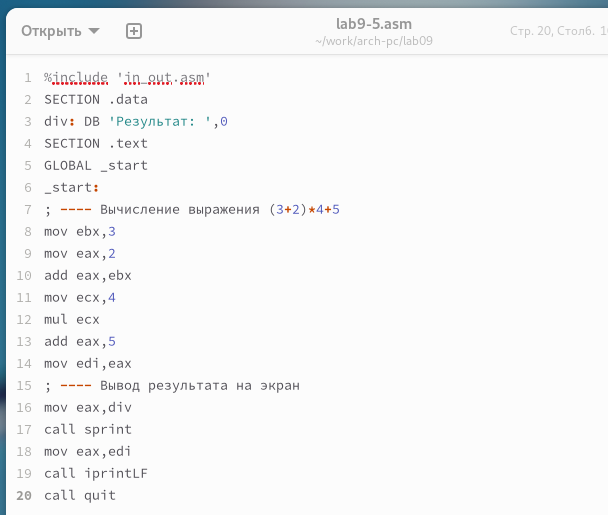 Открыть
lab9-5.asm
~/work/arch-pc/lab09
Стр. 20, Столб.
1 %include 'in_out.asm'
2 SECTION .data
3 div: DB 'Результат: ',0
4 SECTION .text
5 GLOBAL _start
6 _start:
7 ; ---- Вычисление выражения (3+2)*4+5
8 mov ebx,3
9 mov eax,2
10 add eax,ebx
11 mov ecx,4
12 mul ecx
13 add eax,5
14 mov edi,eax
15 ; ---- Вывод результата на экран
16 mov eax,div
17 call sprint
18 mov eax,edi
19 call iprintLF
20 call quit